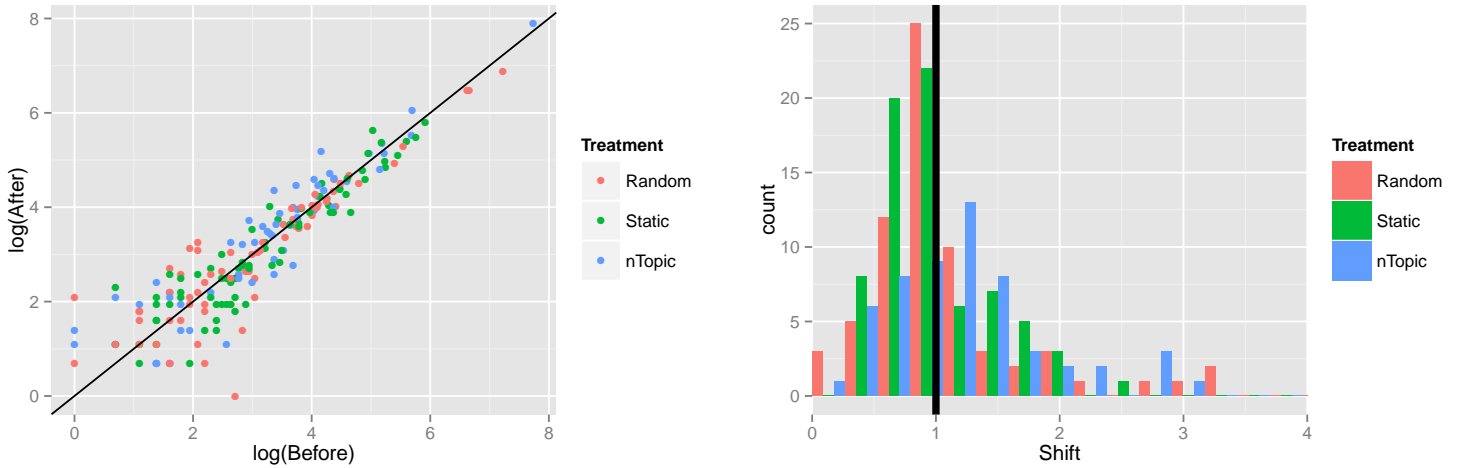 8
6
4
2
0
0 2 4 6 8
log(Before)
log(After)
Treatment
Random
Static
nTopic
25
20
15
10
5
0
0 1 2 3 4
Shift
count
Treatment
Random
Static
nTopic